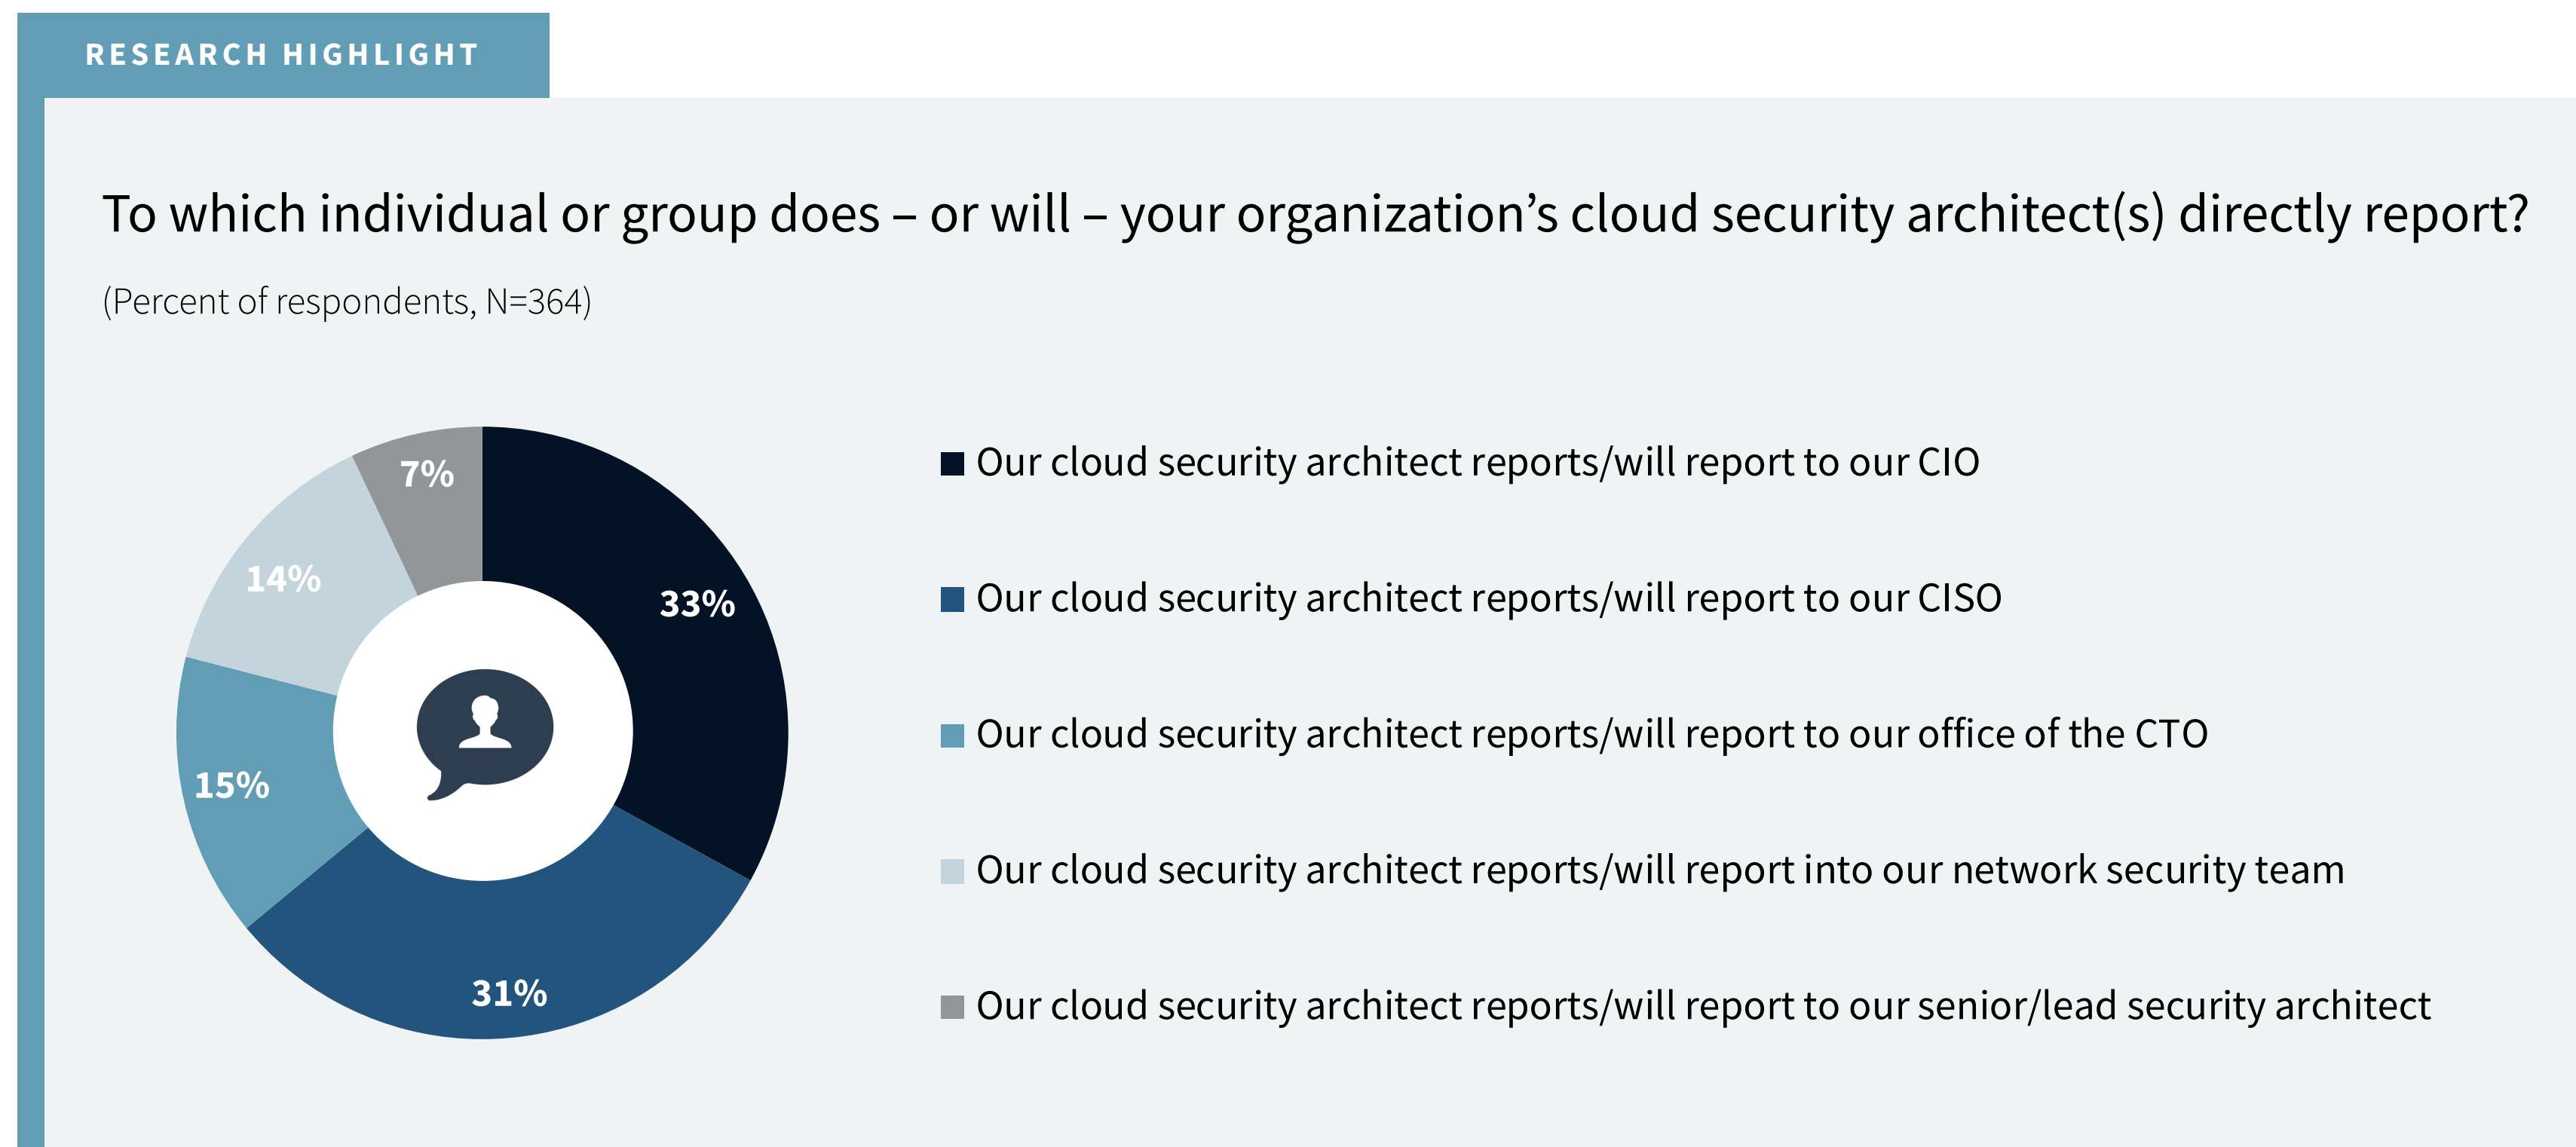 RESEARCH HIGHLIGHT
To which individual or group does – or will – your organization’s cloud security architect(s) directly report?
(Percent of respondents, N=364)
7%
33%
14%
15%
31%
Our cloud security architect reports/will report to our CIO
Our cloud security architect reports/will report to our CISO
Our cloud security architect reports/will report to our office of the CTO
Our cloud security architect reports/will report into our network security team
Our cloud security architect reports/will report to our senior/lead security architect